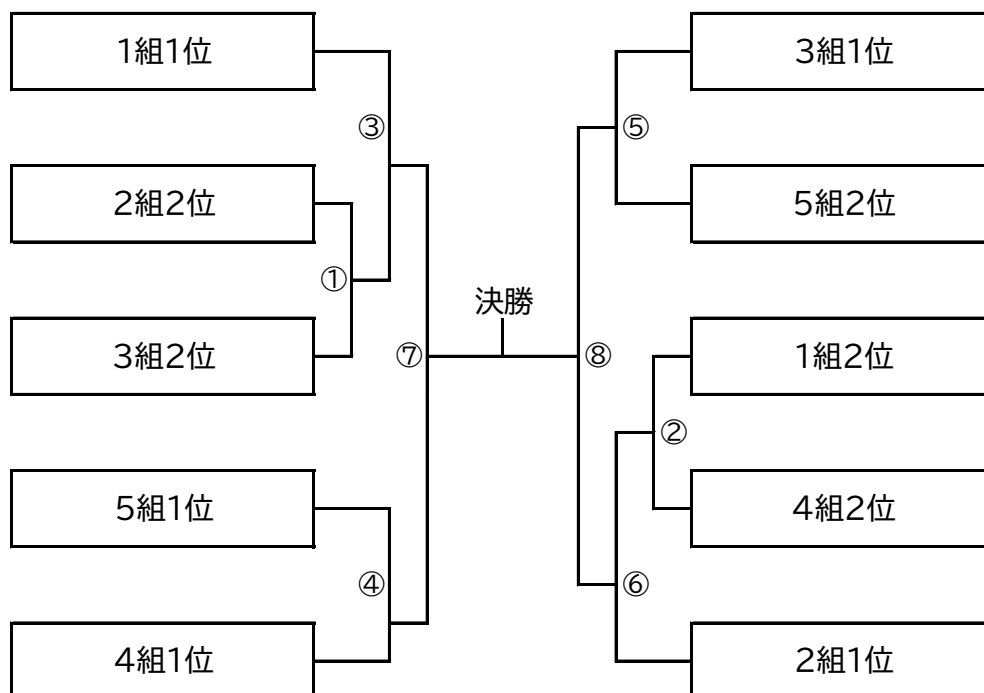 1組1位
3組1位
③
⑤
2組2位
5組2位
①
決勝
3組2位
⑦
⑧
1組2位
②
5組1位
4組2位
④
⑥
4組1位
2組1位